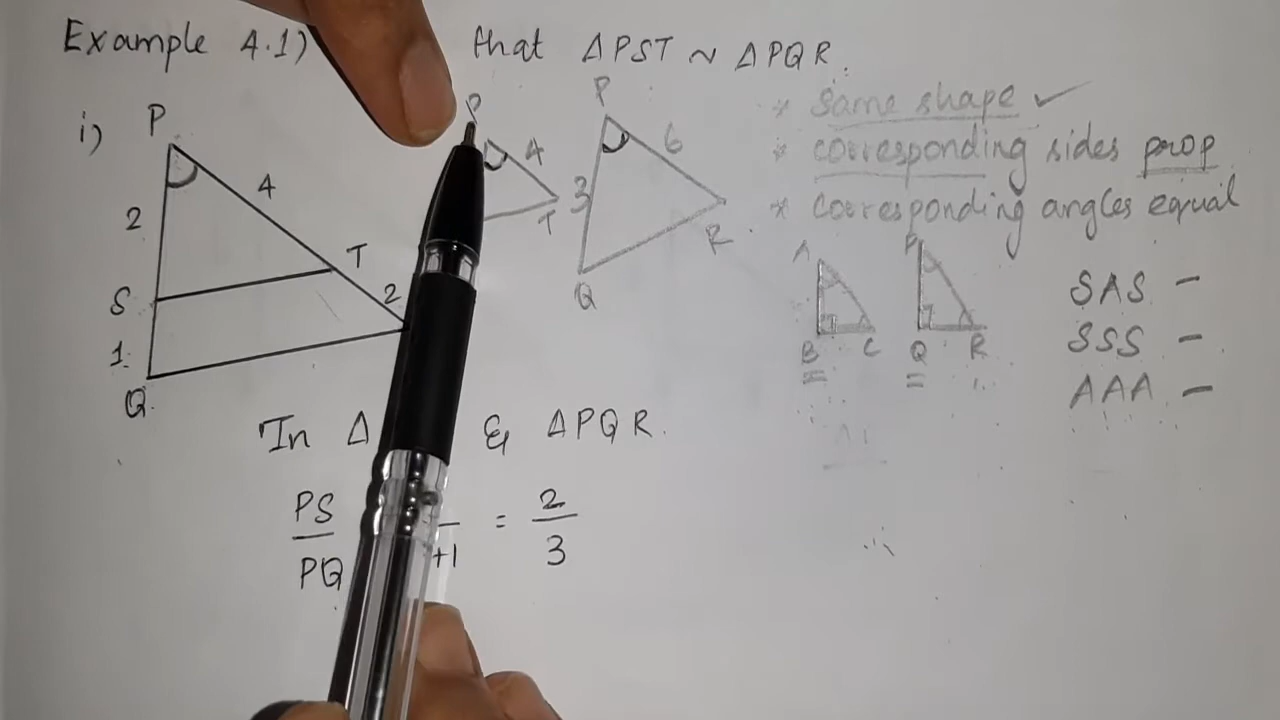 Example 4.1) that ΔPST ~ ΔPQR.
i)
P
2
4
S
T
1
2
Q
P
4
T
P
6
3
R
Q
* same shape ✓
* corresponding sides prop
* corresponding angles equal
A
B
C
P
Q
R
SAS -
SSS -
AAA -
In Δ & ΔPQR.
PS/PQ +1 = 2/3